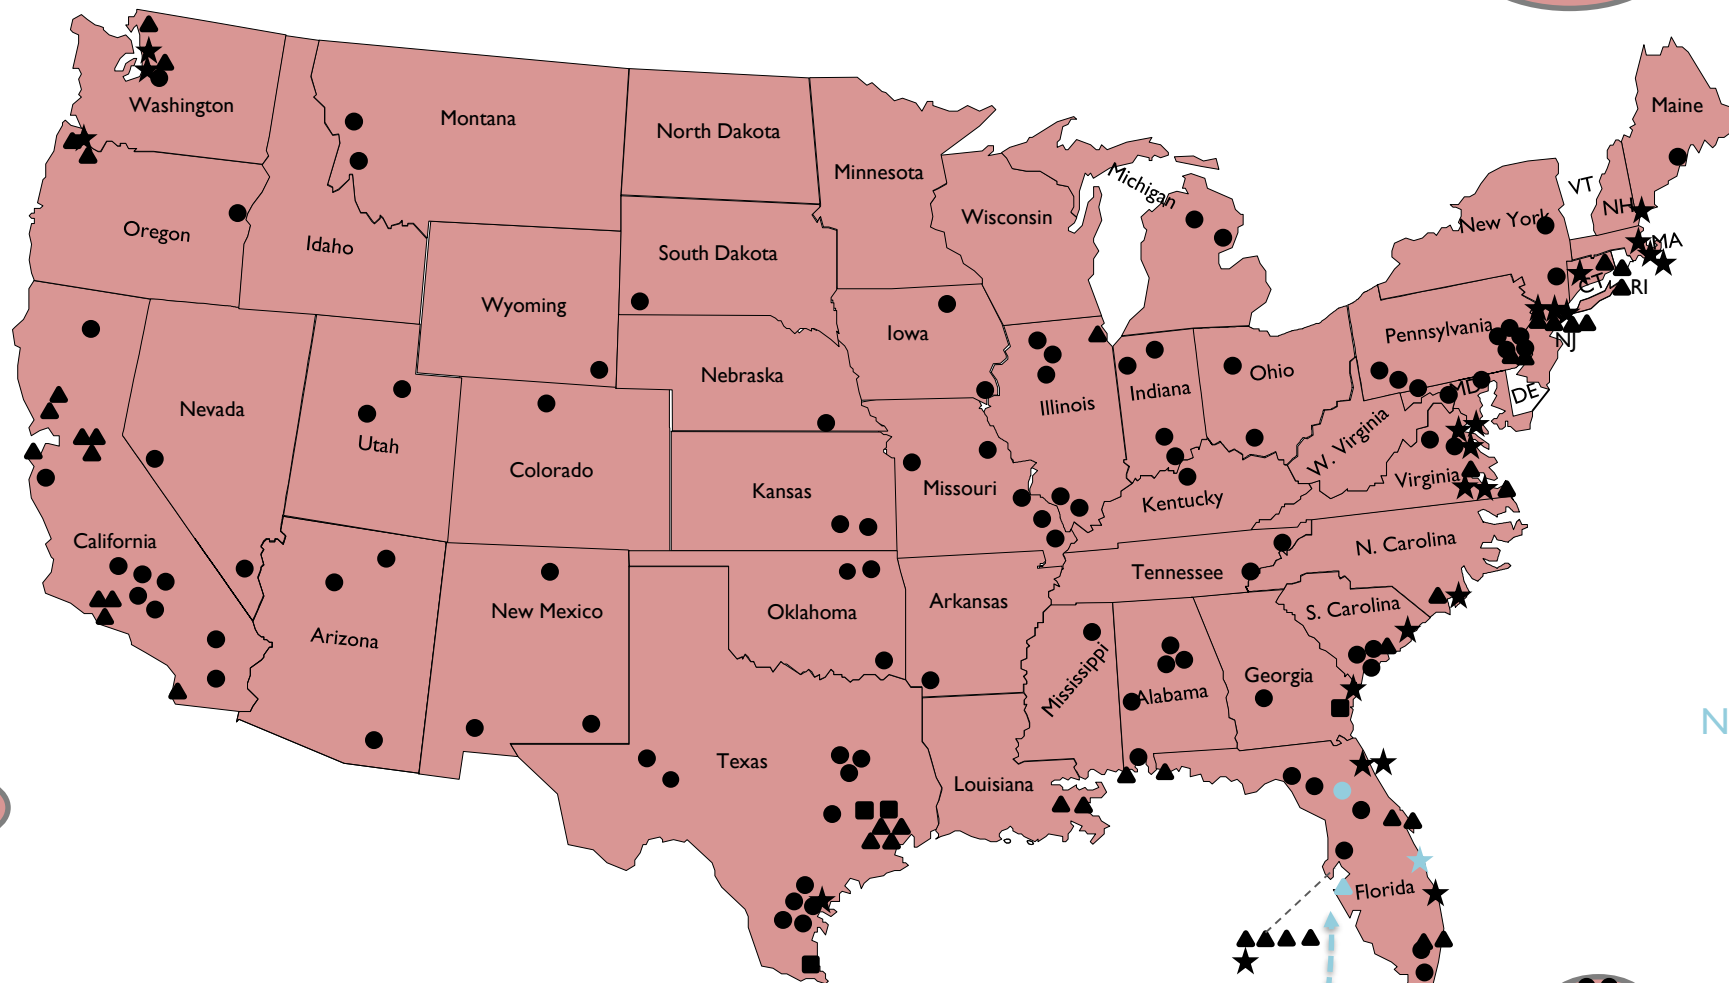 Maine
Washington
Montana
North Dakota
Minnesota
Michigan
VT
NH
Wisconsin
New York
Oregon
Idaho
South Dakota
MA
CT
RI
Wyoming
Iowa
Pennsylvania
NJ
Nebraska
Ohio
Indiana
Illinois
MD
DE
Nevada
Utah
Colorado
W. Virginia
Kansas
Missouri
Virginia
Kentucky
California
N. Carolina
Tennessee
New Mexico
Oklahoma
Arkansas
S. Carolina
Arizona
Mississippi
Alabama
Georgia
N
Texas
Louisiana
Florida